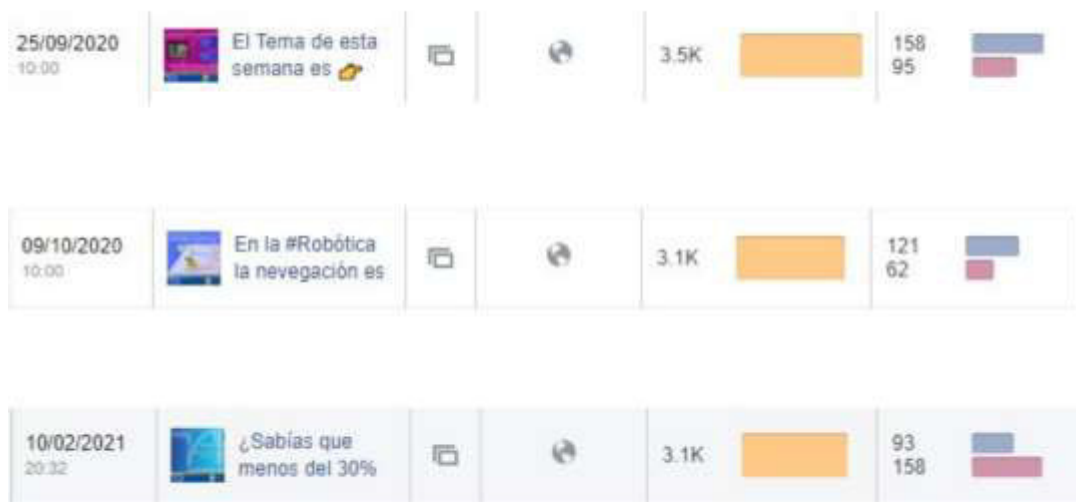 25/09/2020
10:00
El Tema de esta
semana es 👉
3.5K
158
95
09/10/2020
10:00
En la #Robótica
la nevegación es
3.1K
121
62
10/02/2021
20:32
¿Sabías que
menos del 30%
3.1K
93
158